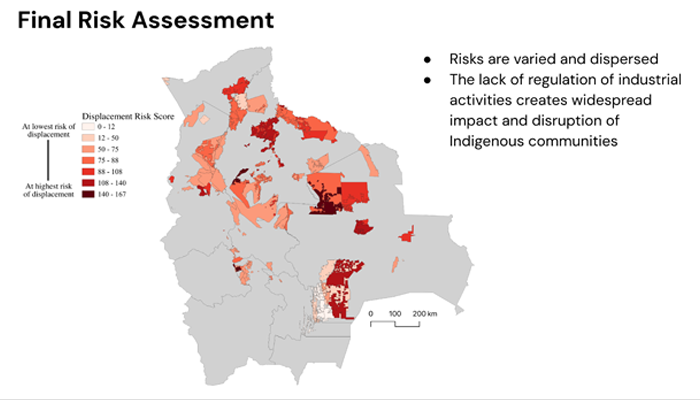 Final Risk Assessment
● Risks are varied and dispersed
● The lack of regulation of industrial
activities creates widespread
impact and disruption of
Indigenous communities
Displacement Risk Score
At lowest risk of
displacement
At highest risk
of displacement
0 - 12
12 - 50
50 - 75
75 - 88
88 - 108
108 - 140
140 - 167
0 100 200 km